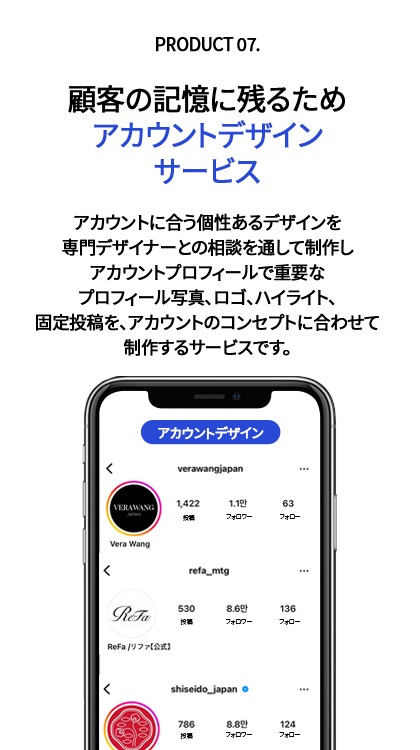 PRODUCT 07.
顧客の記憶に残るため
アカウントデザイン
サービス
アカウントに合う個性あるデザインを
専門デザイナーとの相談を通して制作し
アカウントプロフィールで重要な
プロフィール写真、ロゴ、ハイライト、
固定投稿を、アカウントのコンセプトに合わせて
制作するサービスです。
アカウントデザイン
verawangjapan
VERAWANG
JAPAN
1,422 1.1만 63
投稿 フォロワー フォロー
Vera Wang
refa_mtg
ReFa
530 8.6만 136
投稿 フォロワー フォロー
ReFa /リファ【公式】
shiseido_japan
786 8.8만 124
投稿 フォロワー フォロー